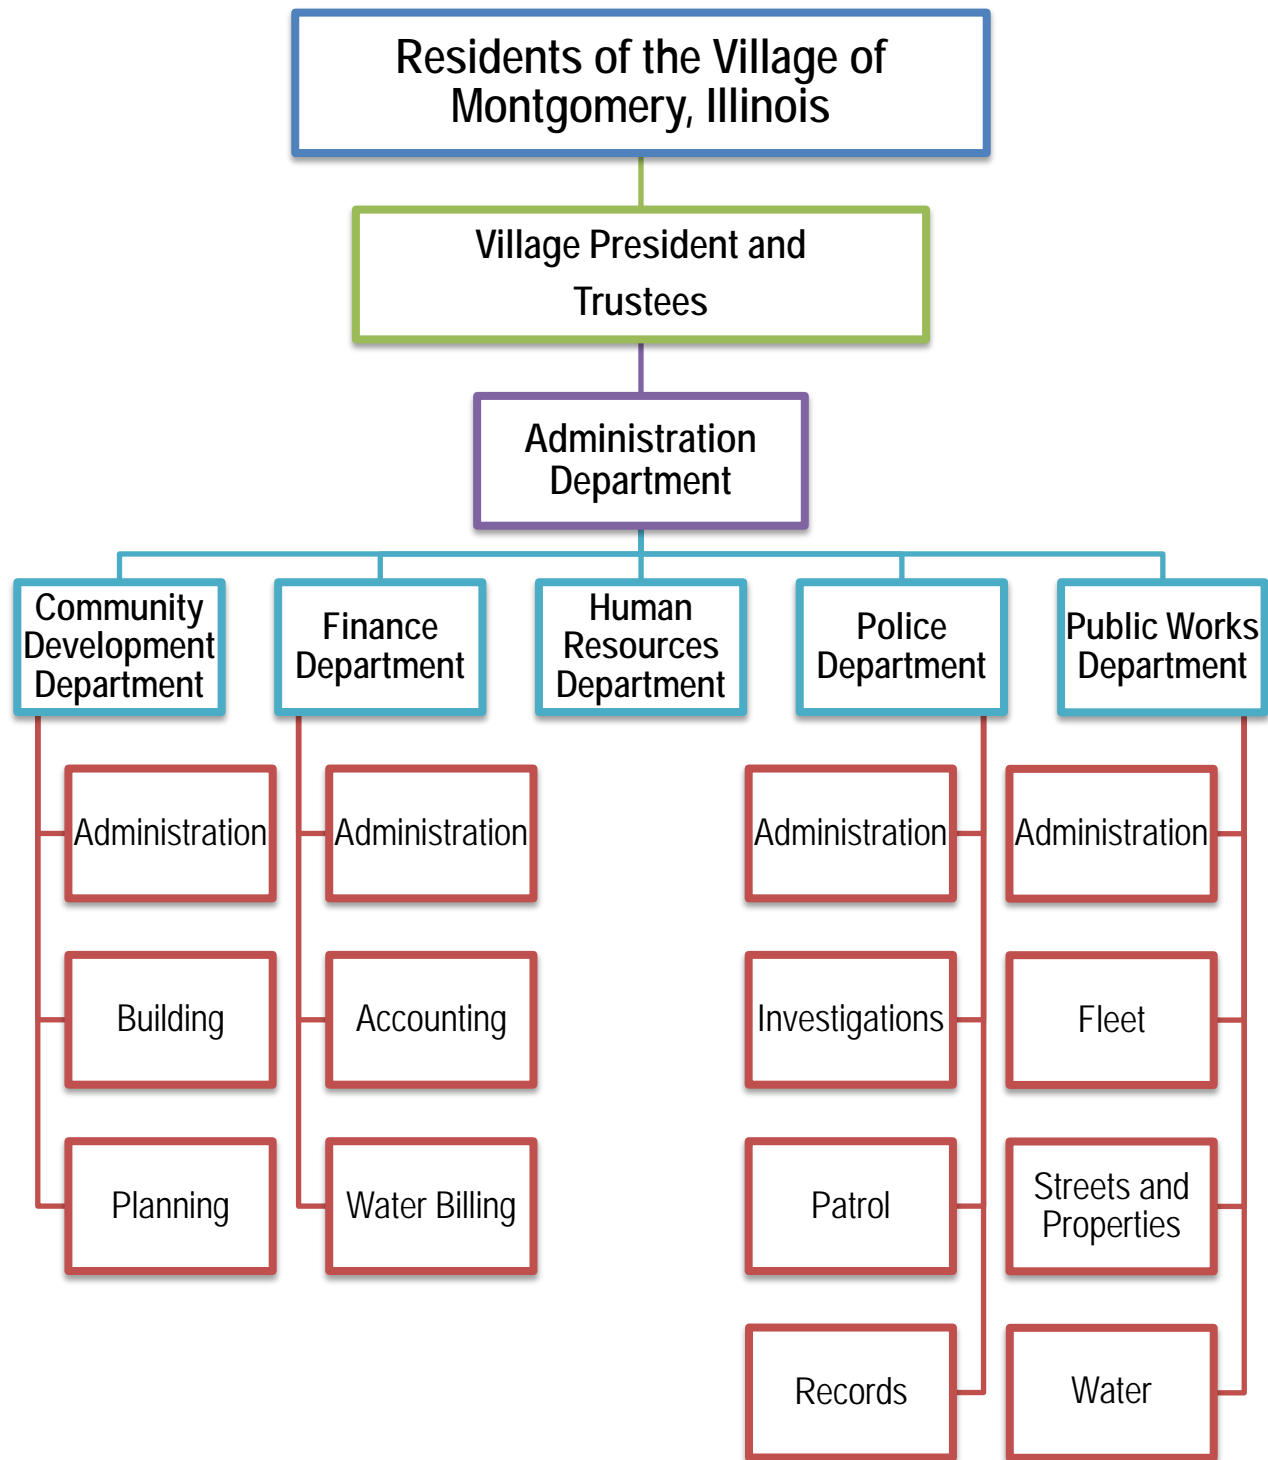 Residents of the Village of
Montgomery, Illinois
Village President and
Trustees
Administration
Department
Community
Development
Department
Finance
Department
Human
Resources
Department
Police
Department
Public Works
Department
Administration
Building
Planning
Administration
Accounting
Water Billing
Administration
Investigations
Patrol
Records
Administration
Fleet
Streets and
Properties
Water